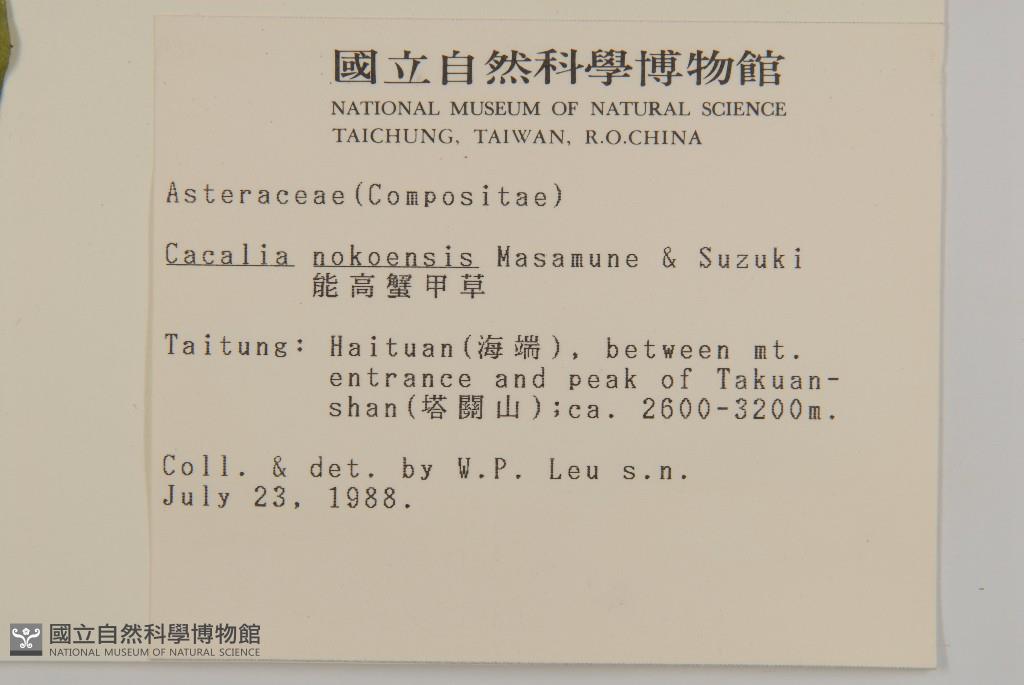 國立自然科學博物館
NATIONAL MUSEUM OF NATURAL SCIENCE
TAICHUNG, TAIWAN, R.O.CHINA
Asteraceae(Compositae)
Cacalia nokoensis Masamune & Suzuki
能高蟹甲草
Taitung: Haituan(海端), between mt.
entrance and peak of Takuan-
shan(塔關山);ca. 2600-3200m.
Coll. & det. by W.P. Leu s.n.
July 23, 1988.
國立自然科學博物館
NATIONAL MUSEUM OF NATURAL SCIENCE